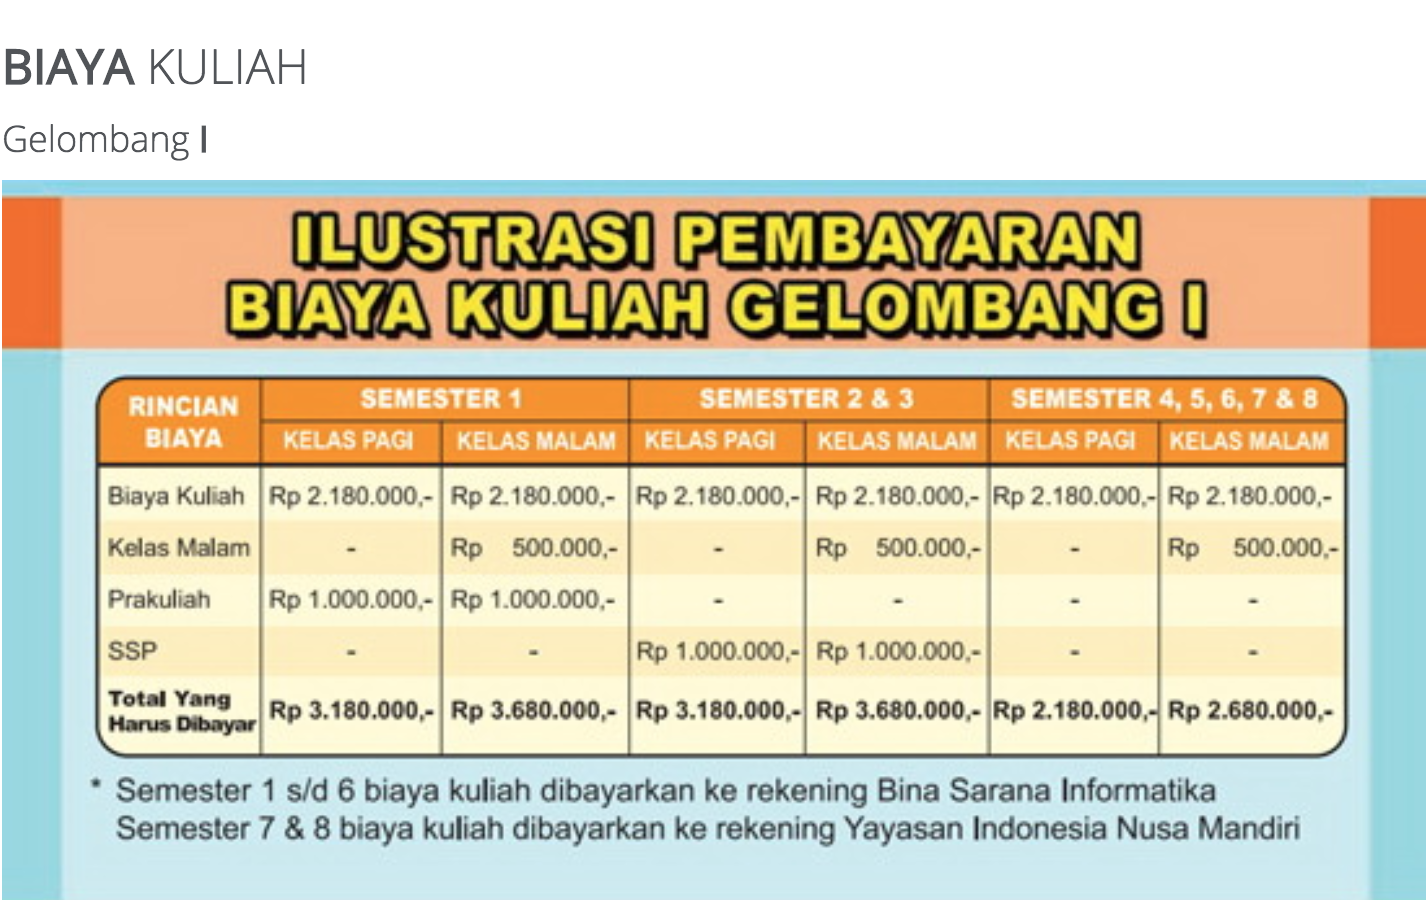 BIAYA KULIAH
Gelombang I
ILUSTRASI PEMBAYARAN
BIAYA KULIAH GELOMBANG I
RINCIAN BIAYA SEMESTER 1 SEMESTER 2 & 3 SEMESTER 4, 5, 6, 7 & 8
KELAS PAGI KELAS MALAM KELAS PAGI KELAS MALAM KELAS PAGI KELAS MALAM
Biaya Kuliah Rp 2.180.000,- Rp 2.180.000,- Rp 2.180.000,- Rp 2.180.000,- Rp 2.180.000,- Rp 2.180.000,-
Kelas Malam - Rp 500.000,- - Rp 500.000,- - Rp 500.000,-
Prakuliah Rp 1.000.000,- Rp 1.000.000,- - - - -
SSP - - Rp 1.000.000,- Rp 1.000.000,- - -
Total Yang Harus Dibayar Rp 3.180.000,- Rp 3.680.000,- Rp 3.180.000,- Rp 3.680.000,- Rp 2.180.000,- Rp 2.680.000,-
* Semester 1 s/d 6 biaya kuliah dibayarkan ke rekening Bina Sarana Informatika
Semester 7 & 8 biaya kuliah dibayarkan ke rekening Yayasan Indonesia Nusa Mandiri